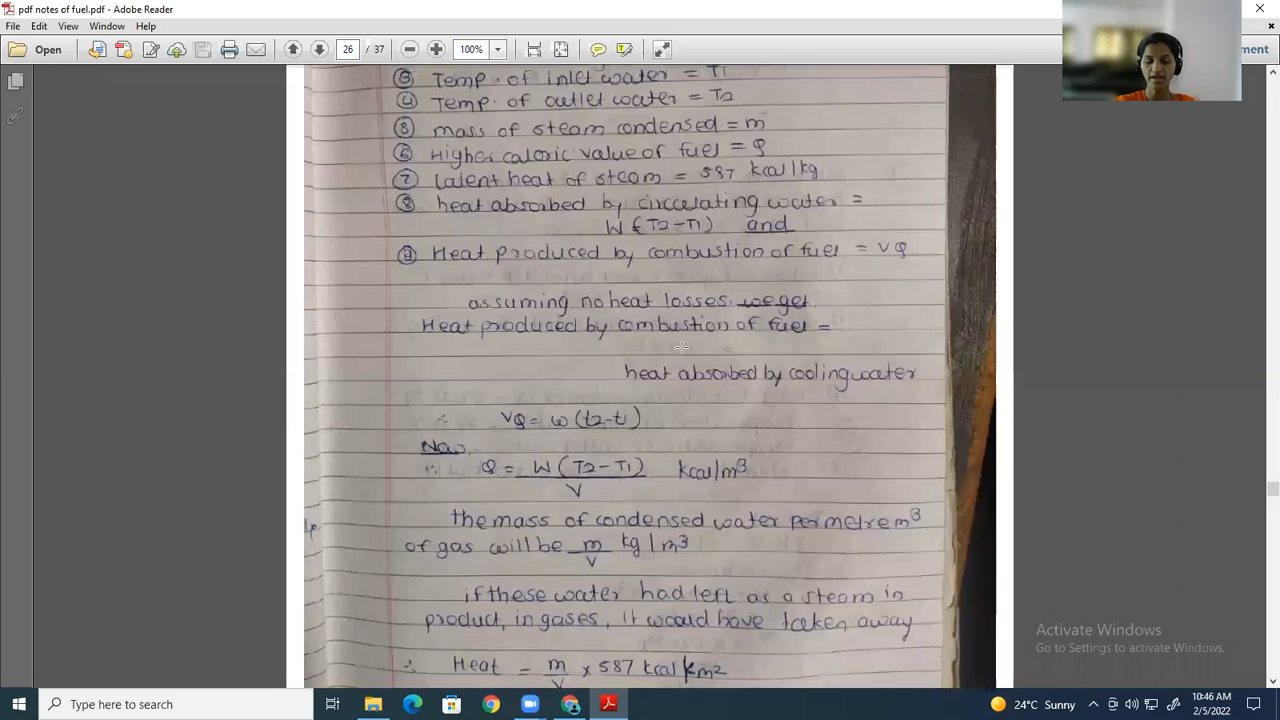 pdf notes of fuel.pdf - Adobe Reader
File Edit View Window Help
Open 26 / 37 100% ment
③ Temp. of inlet water = T1
④ Temp. of outlet water = T2
⑤ mass of steam condensed = m
⑥ Higher caloric value of fuel = Q
⑦ Latent heat of steam = 587 kcal/kg
⑧ heat absorbed by circulating water =
W (T2-T1) and
⑨ Heat produced by combustion of fuel = VQ
assuming no heat losses. we get
Heat produced by combustion of fuel =
heat absorbed by cooling water
∴ VQ = w(t2-t1)
Now,
∴ Q = W (T2-T1) kcal/m3
V
The mass of condensed water per metre m3
of gas will be m kg/m3
V
if these water had left as a steam in
product, in gases, it would have taken away
∴ Heat = m × 587 kcal/km2
V
Activate Windows
Go to Settings to activate Windows.
Type here to search
24°C Sunny
10:46 AM
2/5/2022